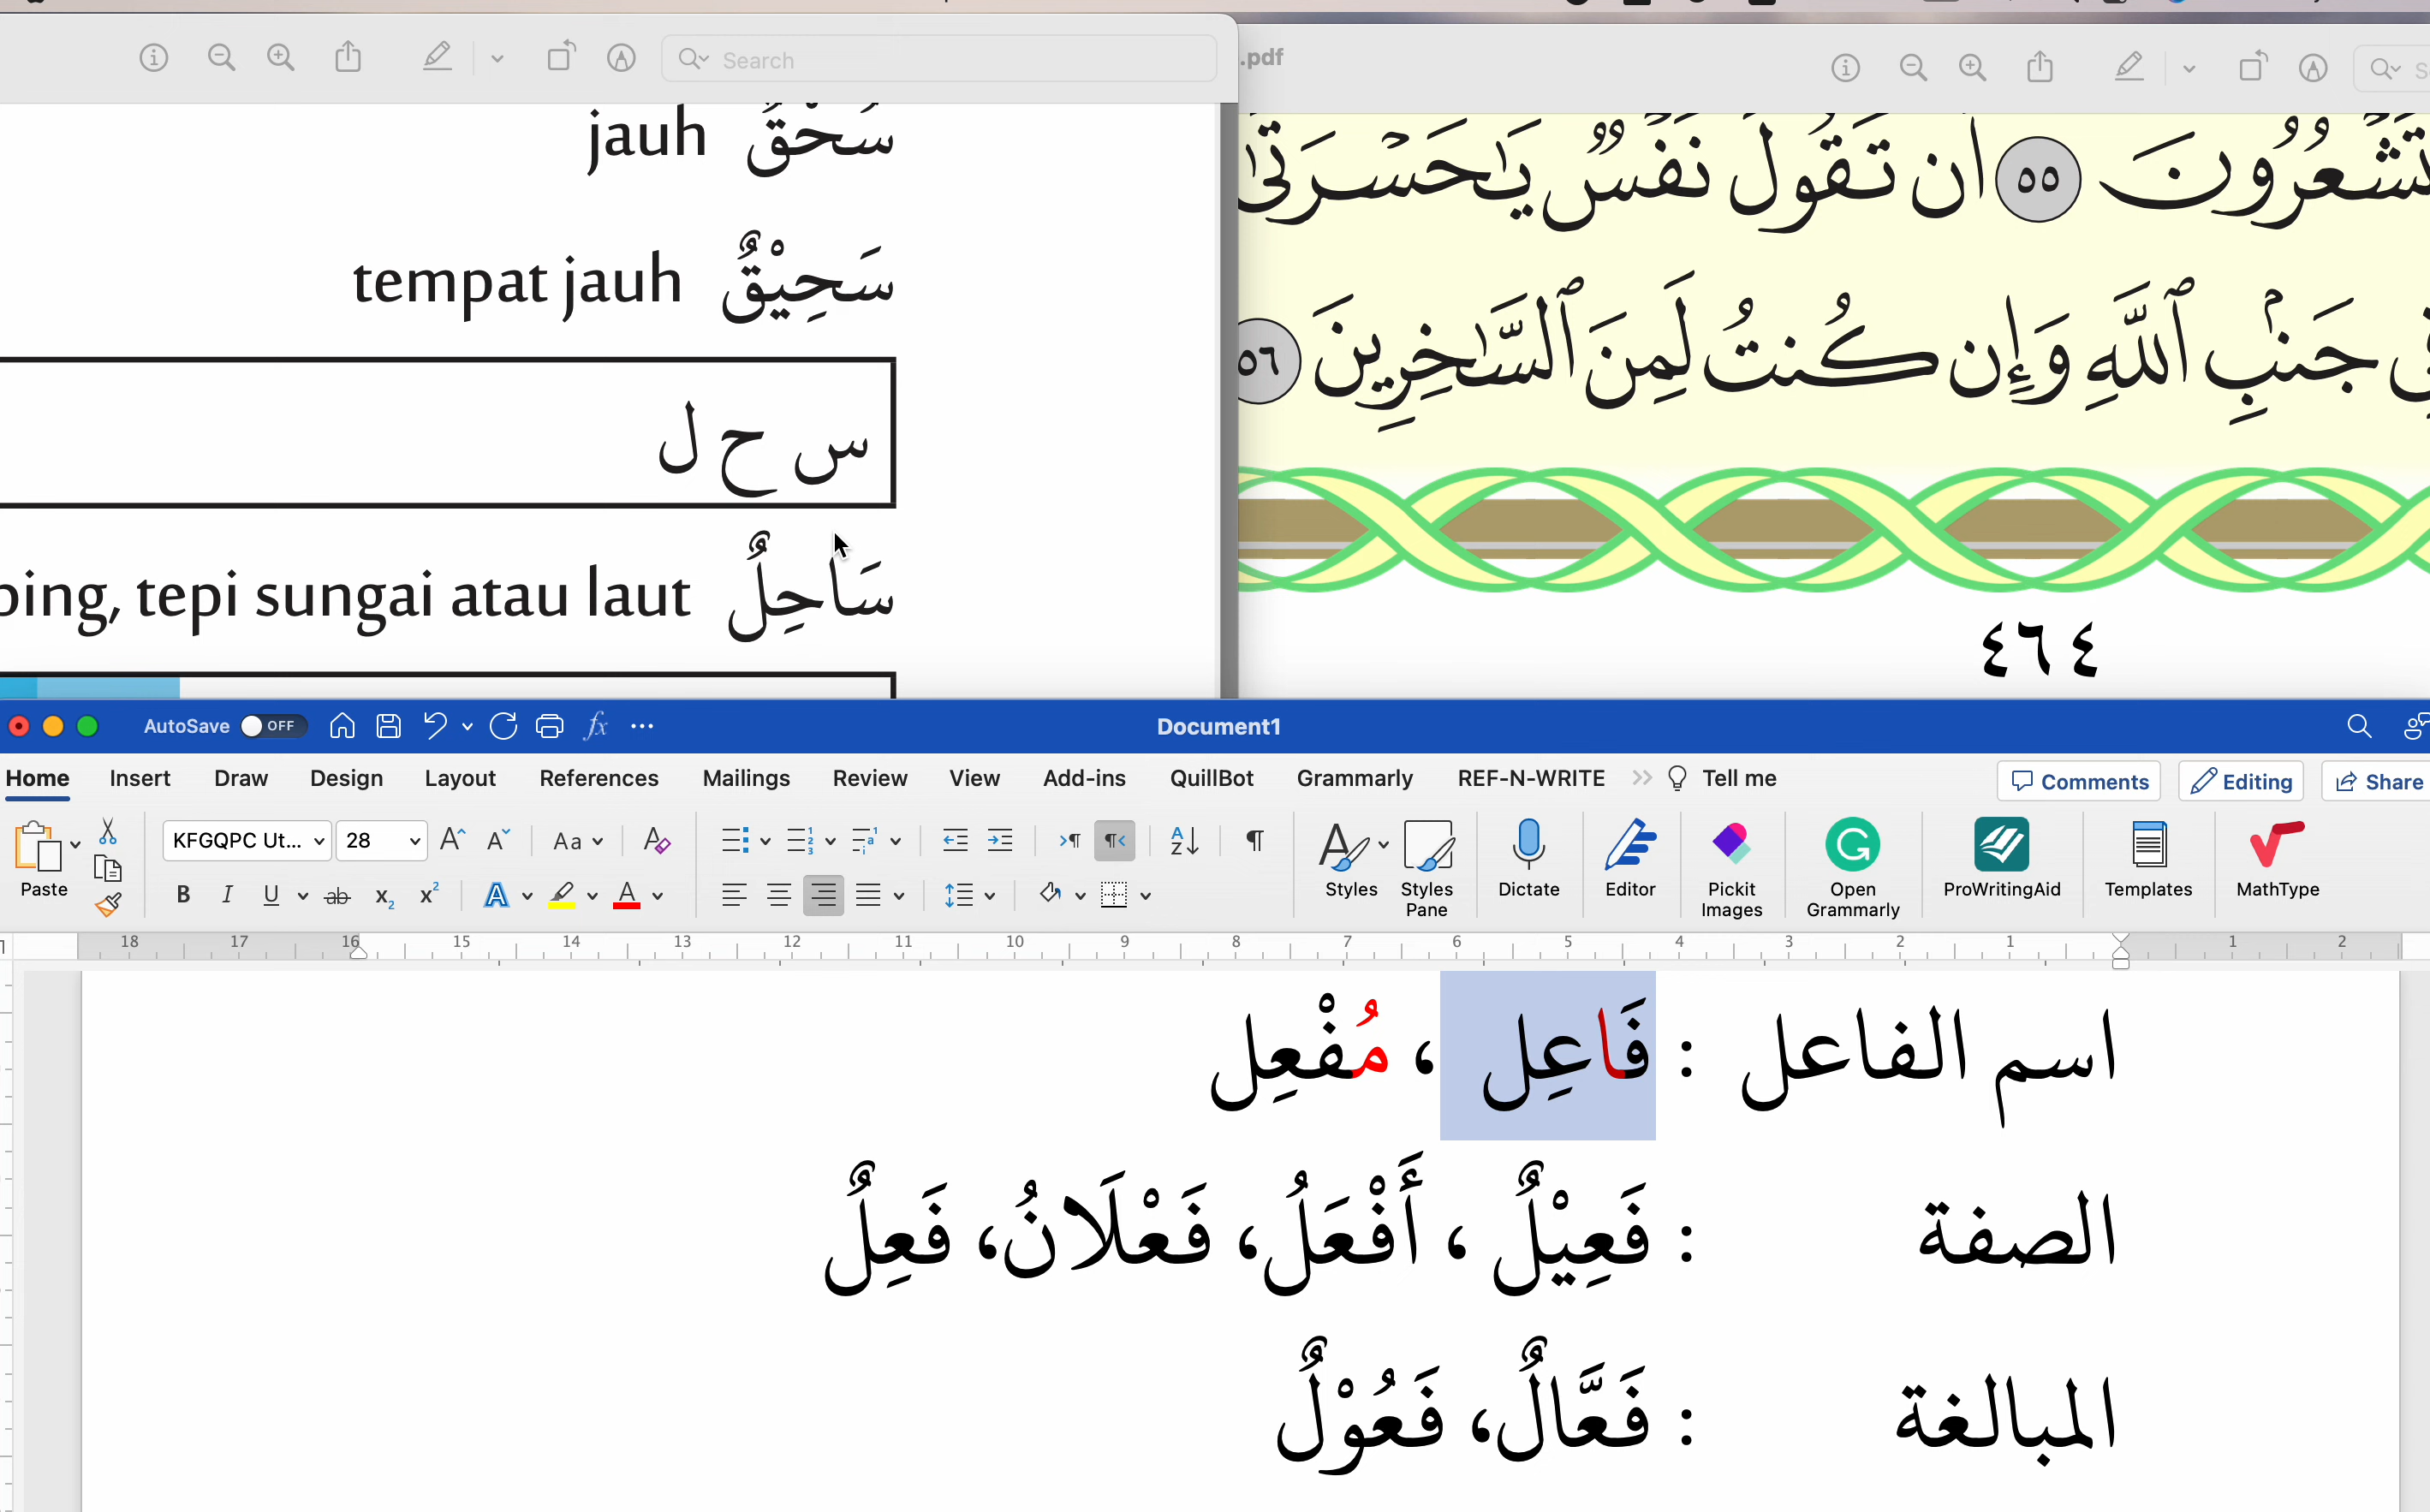 Search
jauh سُحْقٌ
tempat jauh سَحِيْقٌ
س ح ل
ping, tepi sungai atau laut سَاحِلٌ
.pdf
تَشْعُرُونَ ٥٥ أَن تَقُولَ نَفْسٌ يَـٰحَسْرَتَىٰ
فِى جَنۢبِ ٱللَّهِ وَإِن كُنتُ لَمِنَ ٱلسَّـٰخِرِينَ ٥٦
٤٦٤
AutoSave OFF Document1
Home Insert Draw Design Layout References Mailings Review View Add-ins QuillBot Grammarly REF-N-WRITE Tell me Comments Editing Share
Paste KFGQPC Ut... 28 Aa
B I U ab x₂ x² A A
Styles Styles Pane Dictate Editor Pickit Images Open Grammarly ProWritingAid Templates MathType
18 17 16 15 14 13 12 11 10 9 8 7 6 5 4 3 2 1 1 2
اسم الفاعل : فَاعِل ، مُفْعِل
الصفة : فَعِيْلٌ ، أَفْعَلُ، فَعْلَانُ، فَعِلٌ
المبالغة : فَعَّالٌ، فَعُوْلٌ